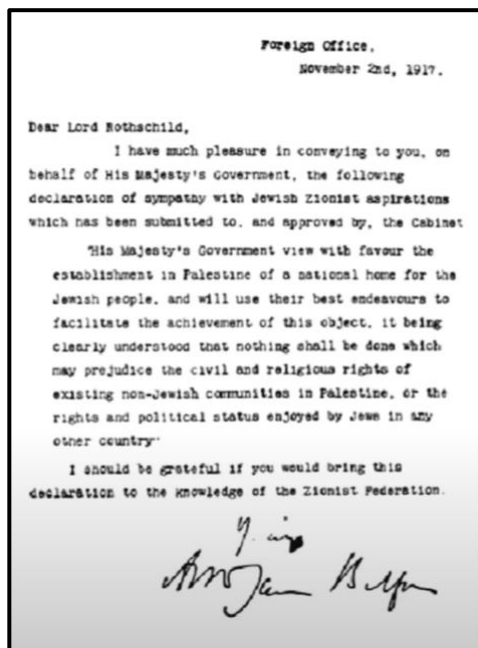 Foreign Office,
November 2nd, 1917.
Dear Lord Rothschild,
I have much pleasure in conveying to you, on
behalf of His Majesty's Government, the following
declaration of sympathy with Jewish Zionist aspirations
which has been submitted to, and approved by, the Cabinet
"His Majesty's Government view with favour the
establishment in Palestine of a national home for the
Jewish people, and will use their best endeavours to
facilitate the achievement of this object, it being
clearly understood that nothing shall be done which
may prejudice the civil and religious rights of
existing non-Jewish communities in Palestine, or the
rights and political status enjoyed by Jews in any
other country"
I should be grateful if you would bring this
declaration to the knowledge of the Zionist Federation.